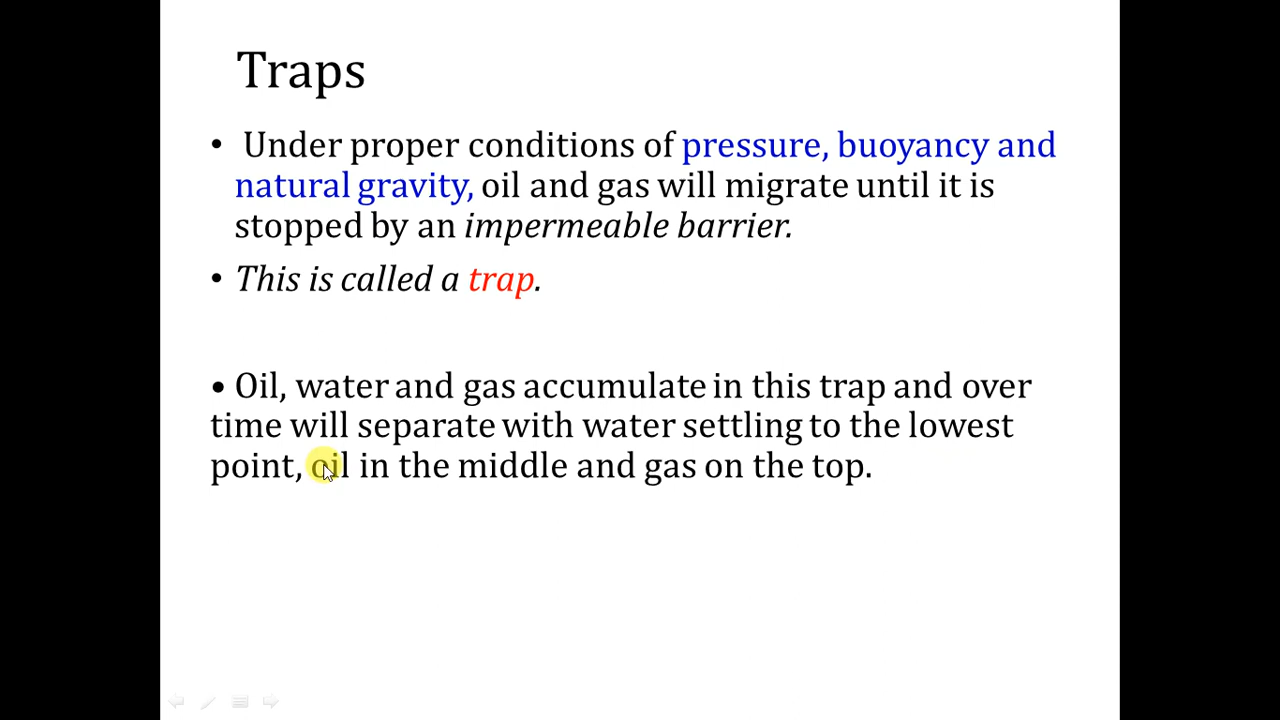 Traps
• Under proper conditions of pressure, buoyancy and
natural gravity, oil and gas will migrate until it is
stopped by an impermeable barrier.
• This is called a trap.
• Oil, water and gas accumulate in this trap and over
time will separate with water settling to the lowest
point, oil in the middle and gas on the top.